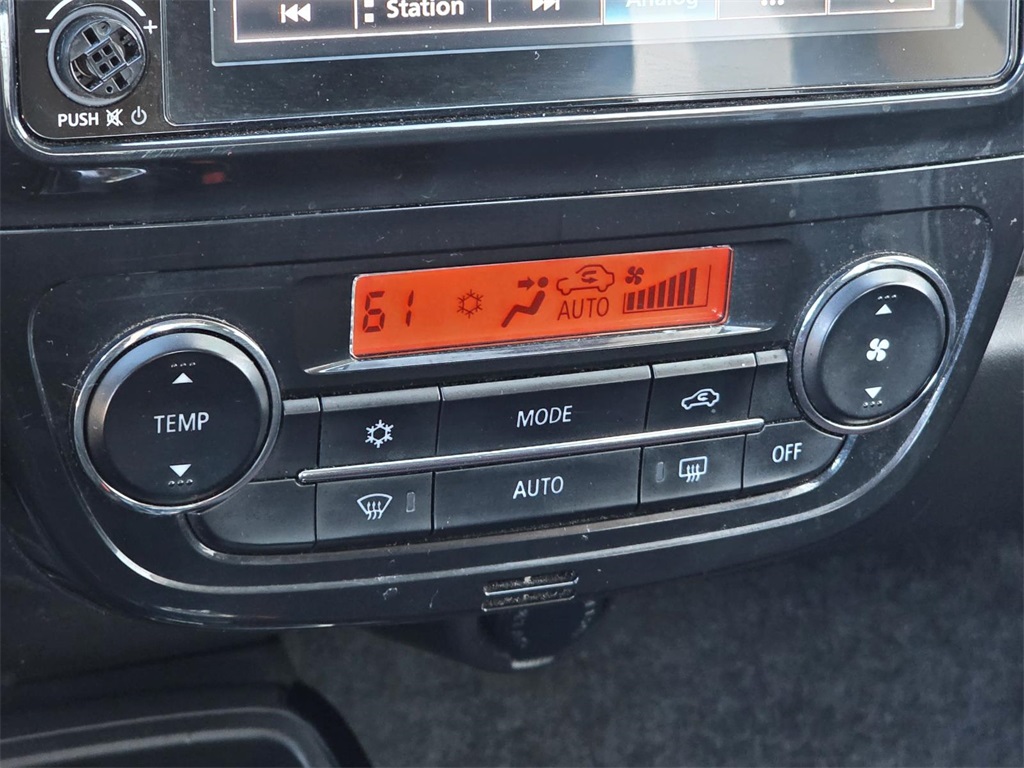 Station
Analog
PUSH
61
AUTO
TEMP
MODE
AUTO
OFF